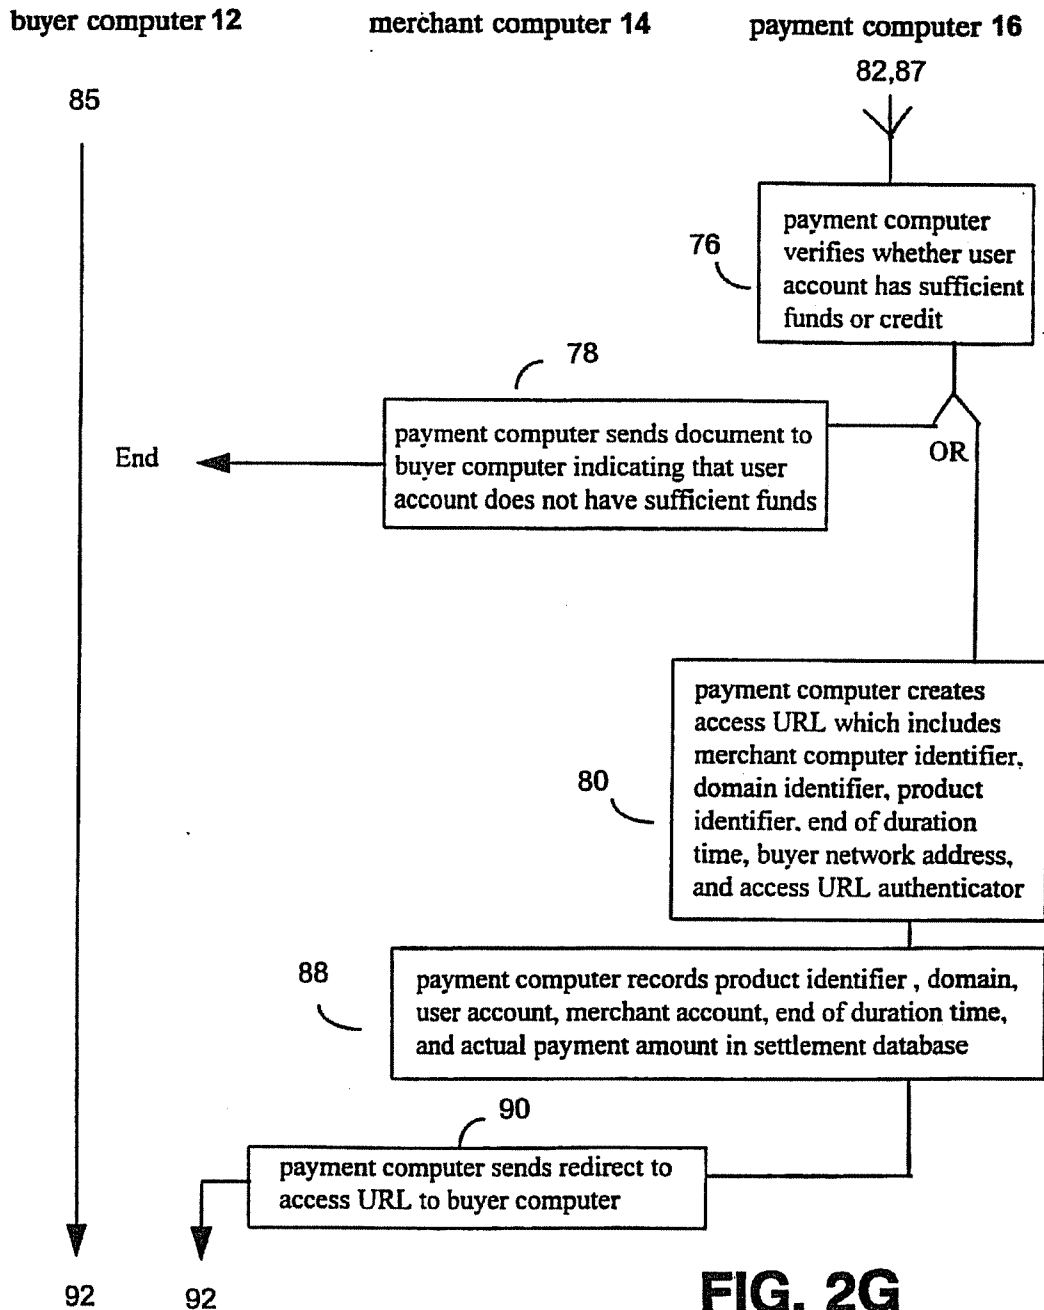 buyer computer 12
merchant computer 14
payment computer 16
82,87
85
payment computer
verifies whether user
account has sufficient
funds or credit
76
78
payment computer sends document to
buyer computer indicating that user
account does not have sufficient funds
End
OR
payment computer creates
access URL which includes
merchant computer identifier,
domain identifier, product
identifier, end of duration
time, buyer network address,
and access URL authenticator
80
88
payment computer records product identifier , domain,
user account, merchant account, end of duration time,
and actual payment amount in settlement database
90
payment computer sends redirect to
access URL to buyer computer
92
92
FIG. 2G